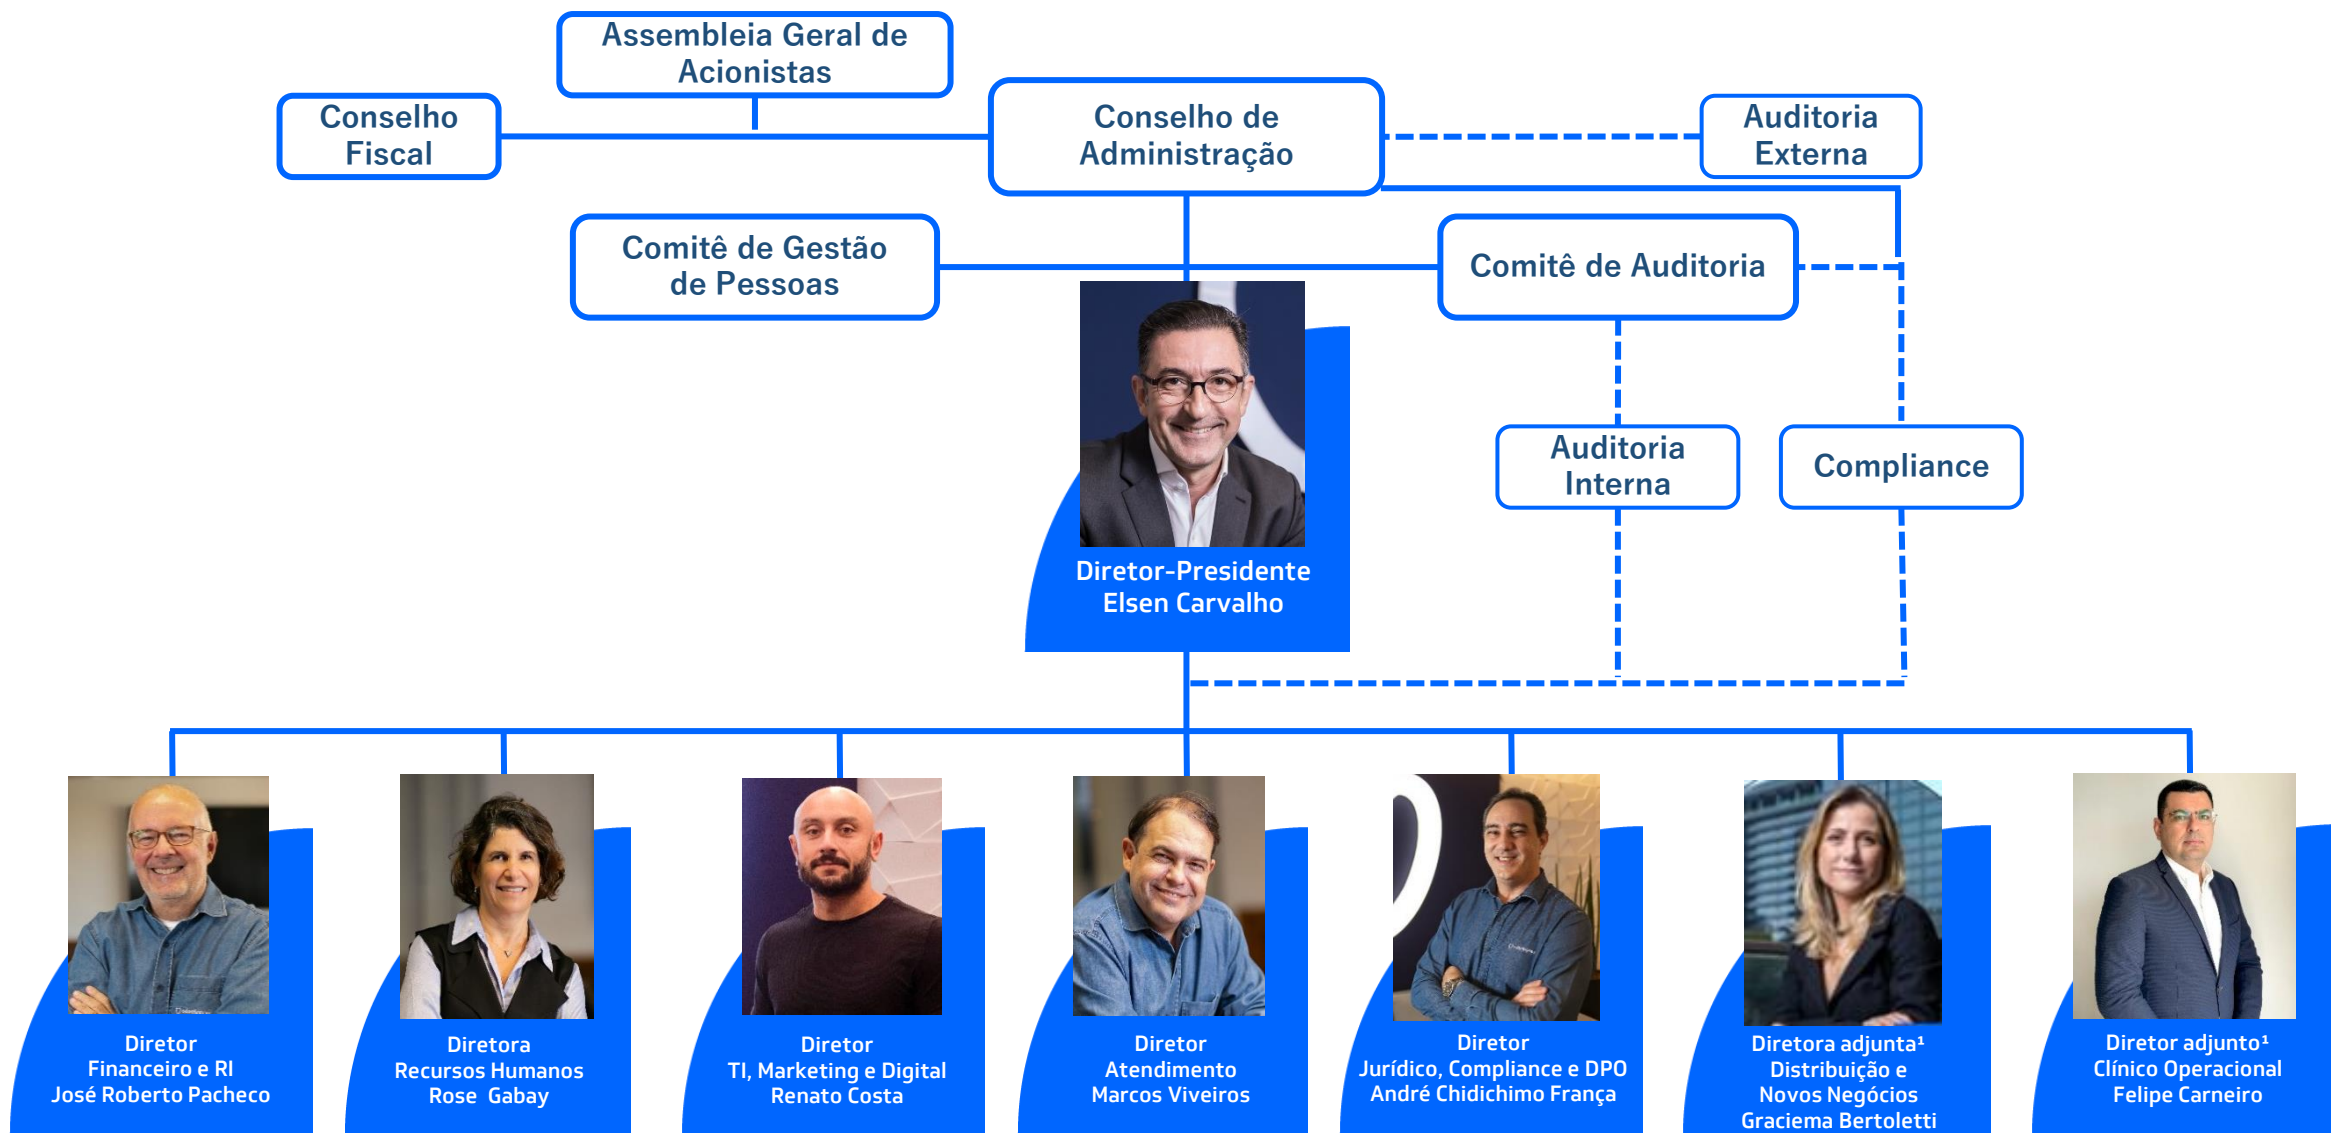 Assembleia Geral de
Acionistas
Conselho
Fiscal
Conselho de
Administração
Auditoria
Externa
Comitê de Gestão
de Pessoas
Comitê de Auditoria
Auditoria
Interna
Compliance
Diretor-Presidente
Elsen Carvalho
Diretor
Financeiro e RI
José Roberto Pacheco
Diretora
Recursos Humanos
Rose Gabay
Diretor
TI, Marketing e Digital
Renato Costa
Diretor
Atendimento
Marcos Viveiros
Diretor
Jurídico, Compliance e DPO
André Chidichimo França
Diretora adjunta¹
Distribuição e
Novos Negócios
Graciema Bertoletti
Diretor adjunto¹
Clínico Operacional
Felipe Carneiro